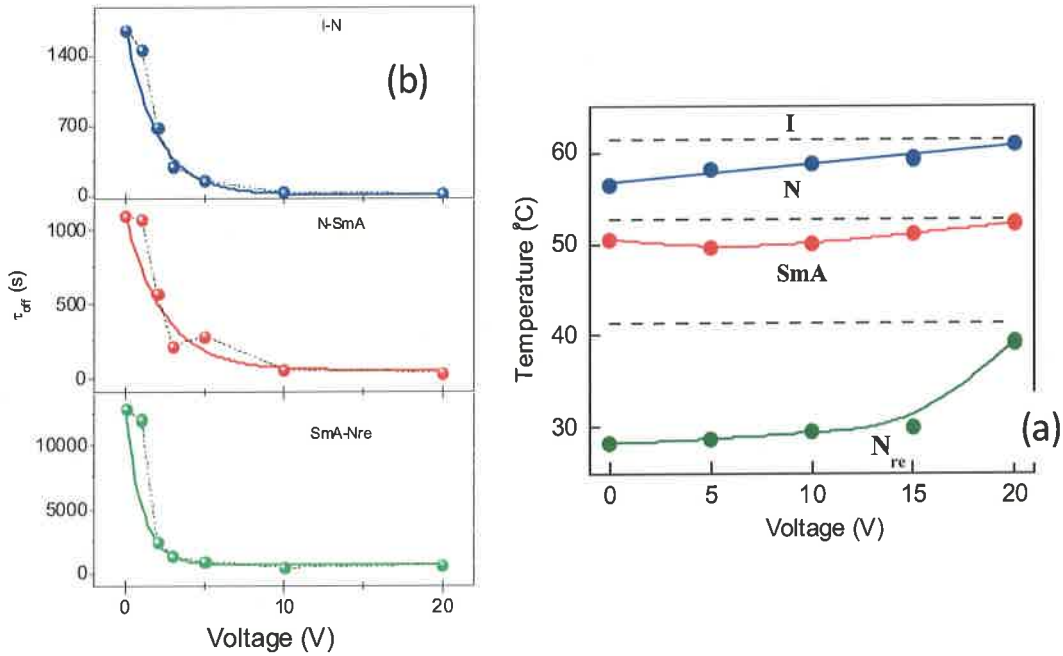 I-N
(b)
1400
700
0
N-SmA
1000
500
0
τoff (s)
SmA-Nre
10000
5000
0
0 10 20
Voltage (V)
I
60
N
50
SmA
40
30
Nre
Temperature (°C)
(a)
0 5 10 15 20
Voltage (V)